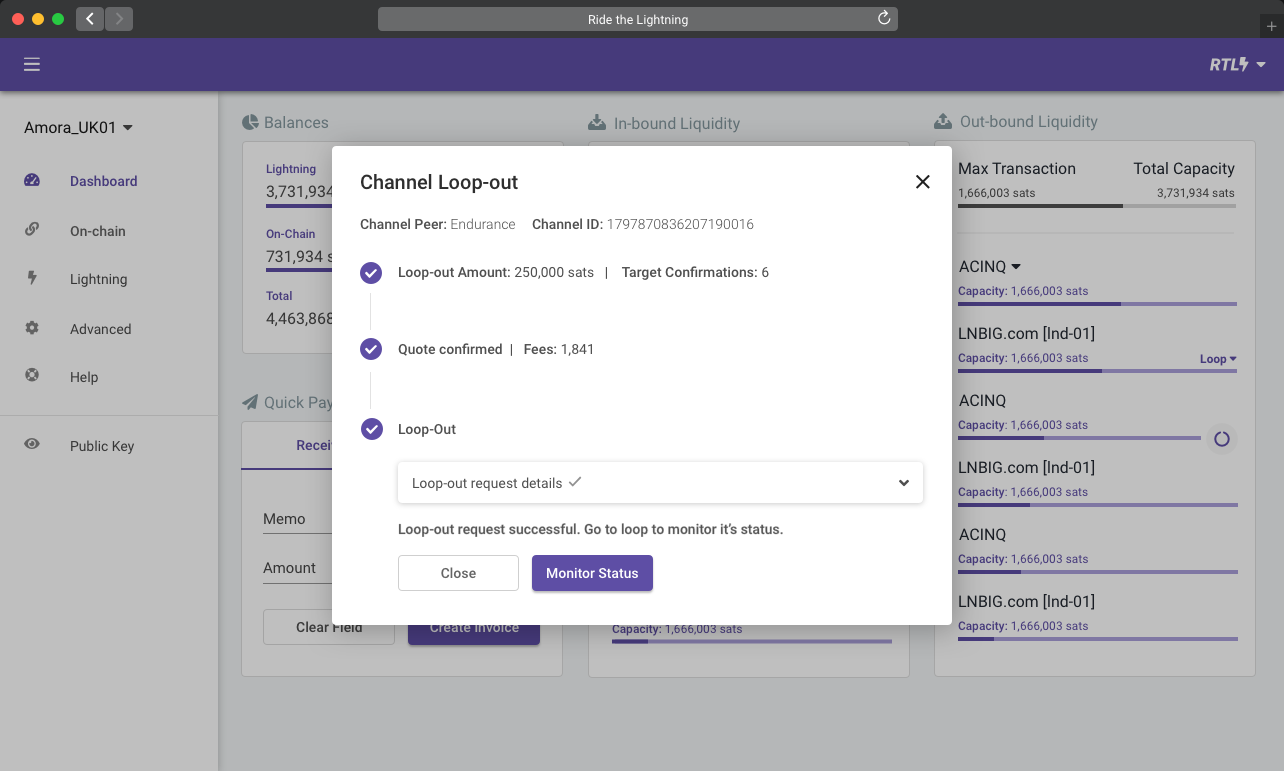 Ride the Lightning
RTL
Amora_UK01
Dashboard
On-chain
Lightning
Advanced
Help
Public Key
Balances
Lightning
3,731,934
On-Chain
731,934 s
Total
4,463,868
Quick Pay
Recei
Memo
Amount
Clear Field
Create Invoice
In-bound Liquidity
Capacity: 1,666,003 sats
Channel Loop-out
Channel Peer: Endurance Channel ID: 1797870836207190016
Loop-out Amount: 250,000 sats | Target Confirmations: 6
Quote confirmed | Fees: 1,841
Loop-Out
Loop-out request details
Loop-out request successful. Go to loop to monitor it’s status.
Close
Monitor Status
Out-bound Liquidity
Max Transaction Total Capacity
1,666,003 sats 3,731,934 sats
ACINQ
Capacity: 1,666,003 sats
LNBIG.com [lnd-01]
Capacity: 1,666,003 sats Loop
ACINQ
Capacity: 1,666,003 sats
LNBIG.com [lnd-01]
Capacity: 1,666,003 sats
ACINQ
Capacity: 1,666,003 sats
LNBIG.com [lnd-01]
Capacity: 1,666,003 sats